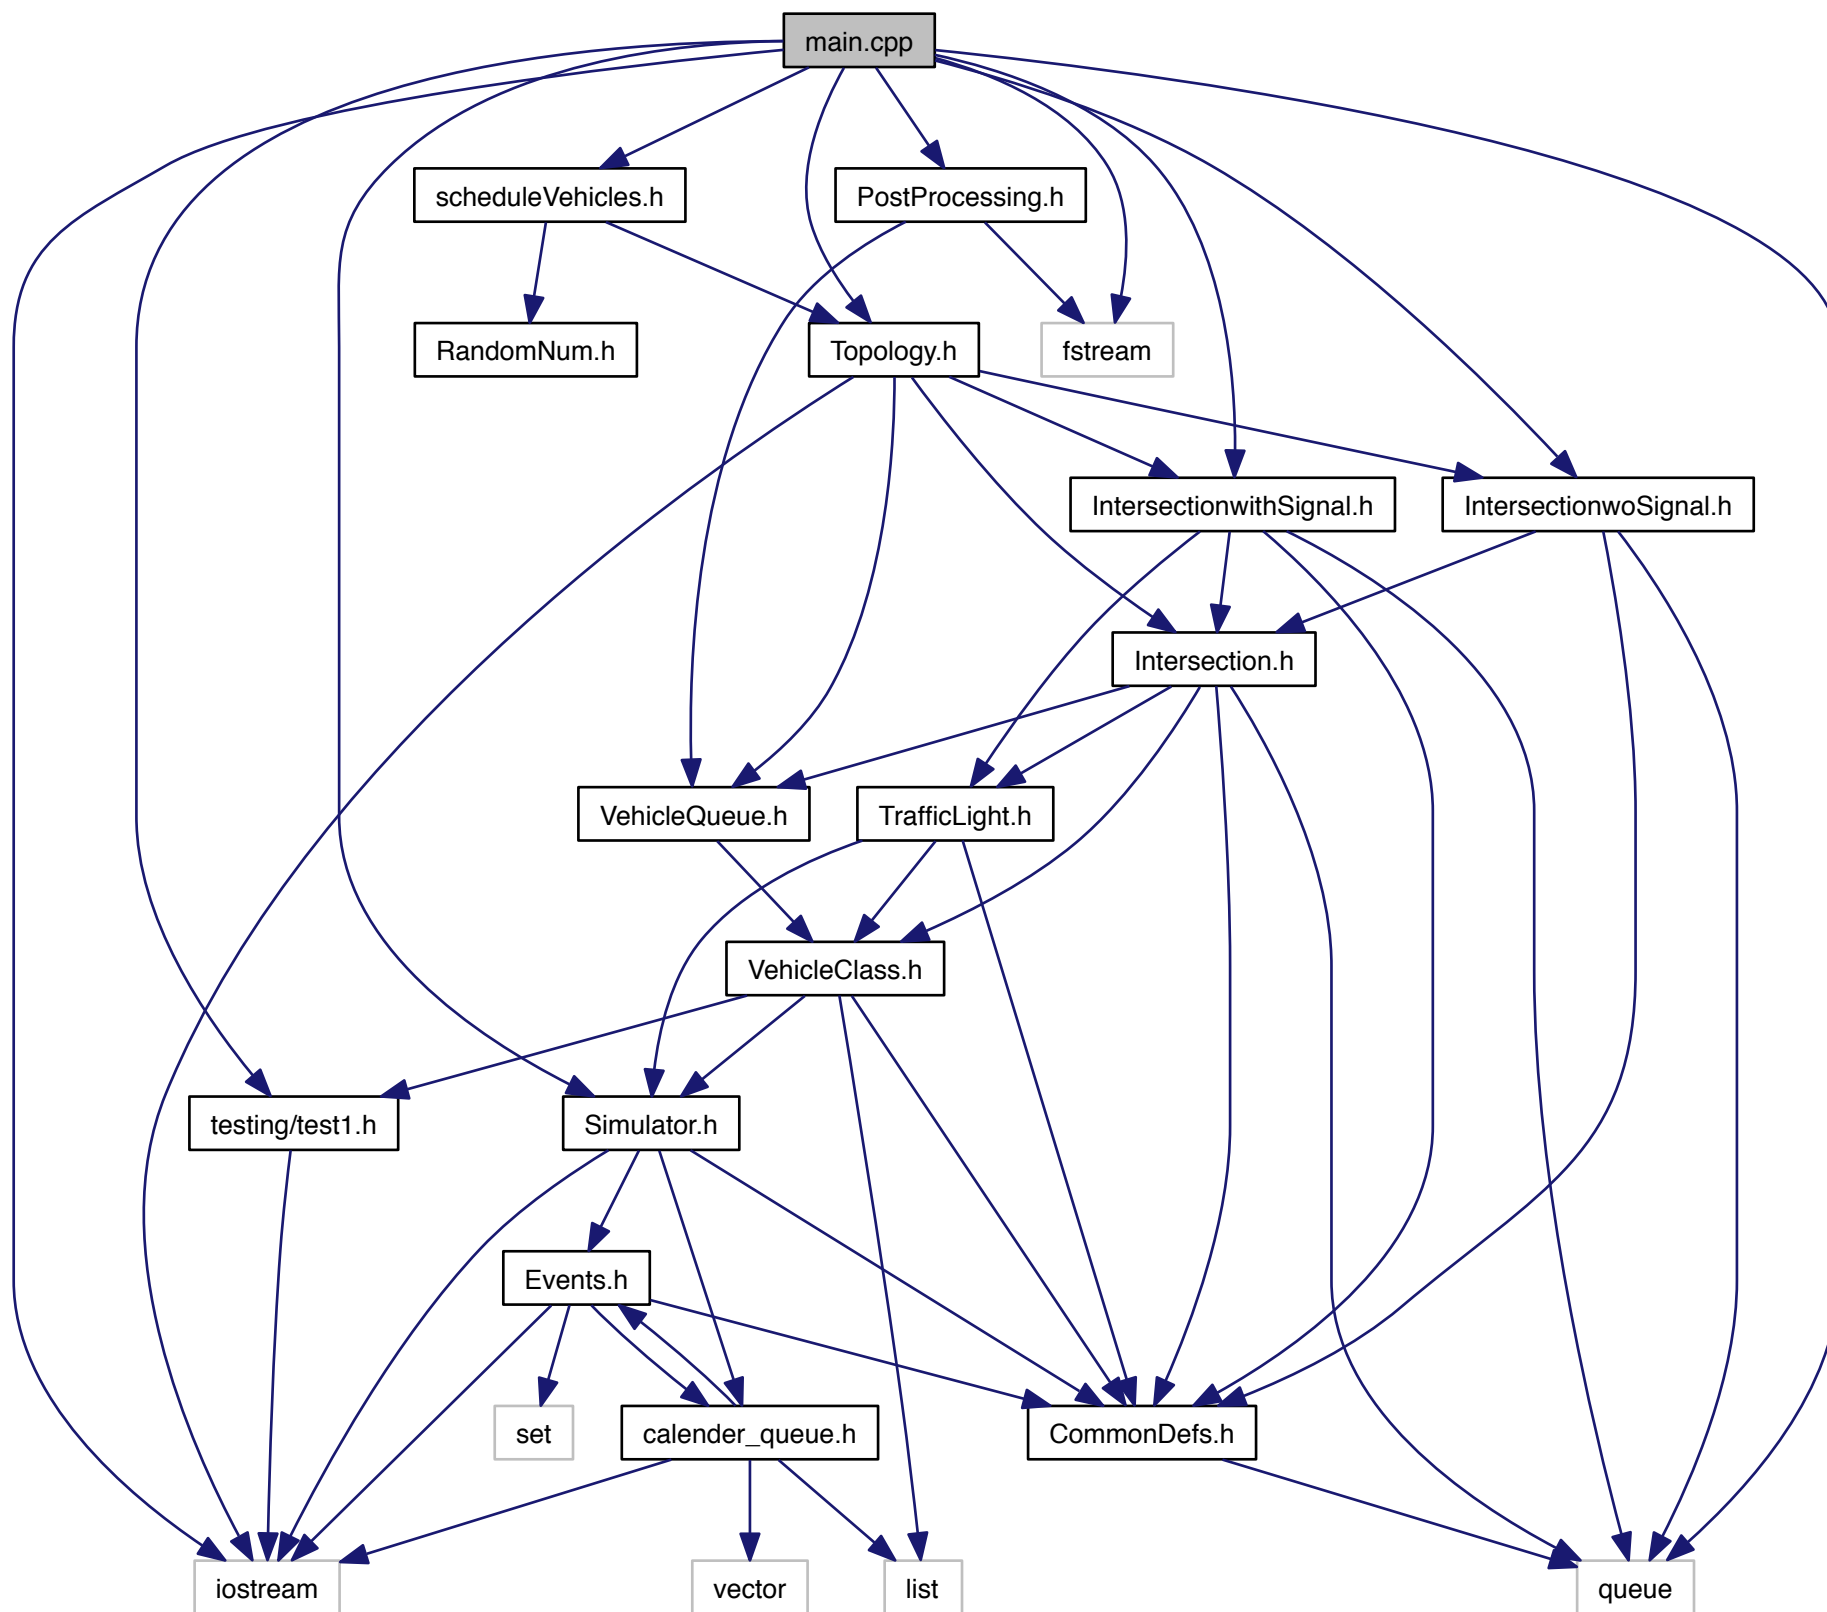 main.cpp
scheduleVehicles.h
PostProcessing.h
RandomNum.h
Topology.h
fstream
IntersectionwithSignal.h
IntersectionwoSignal.h
Intersection.h
VehicleQueue.h
TrafficLight.h
VehicleClass.h
testing/test1.h
Simulator.h
Events.h
set
calender_queue.h
CommonDefs.h
iostream
vector
list
queue